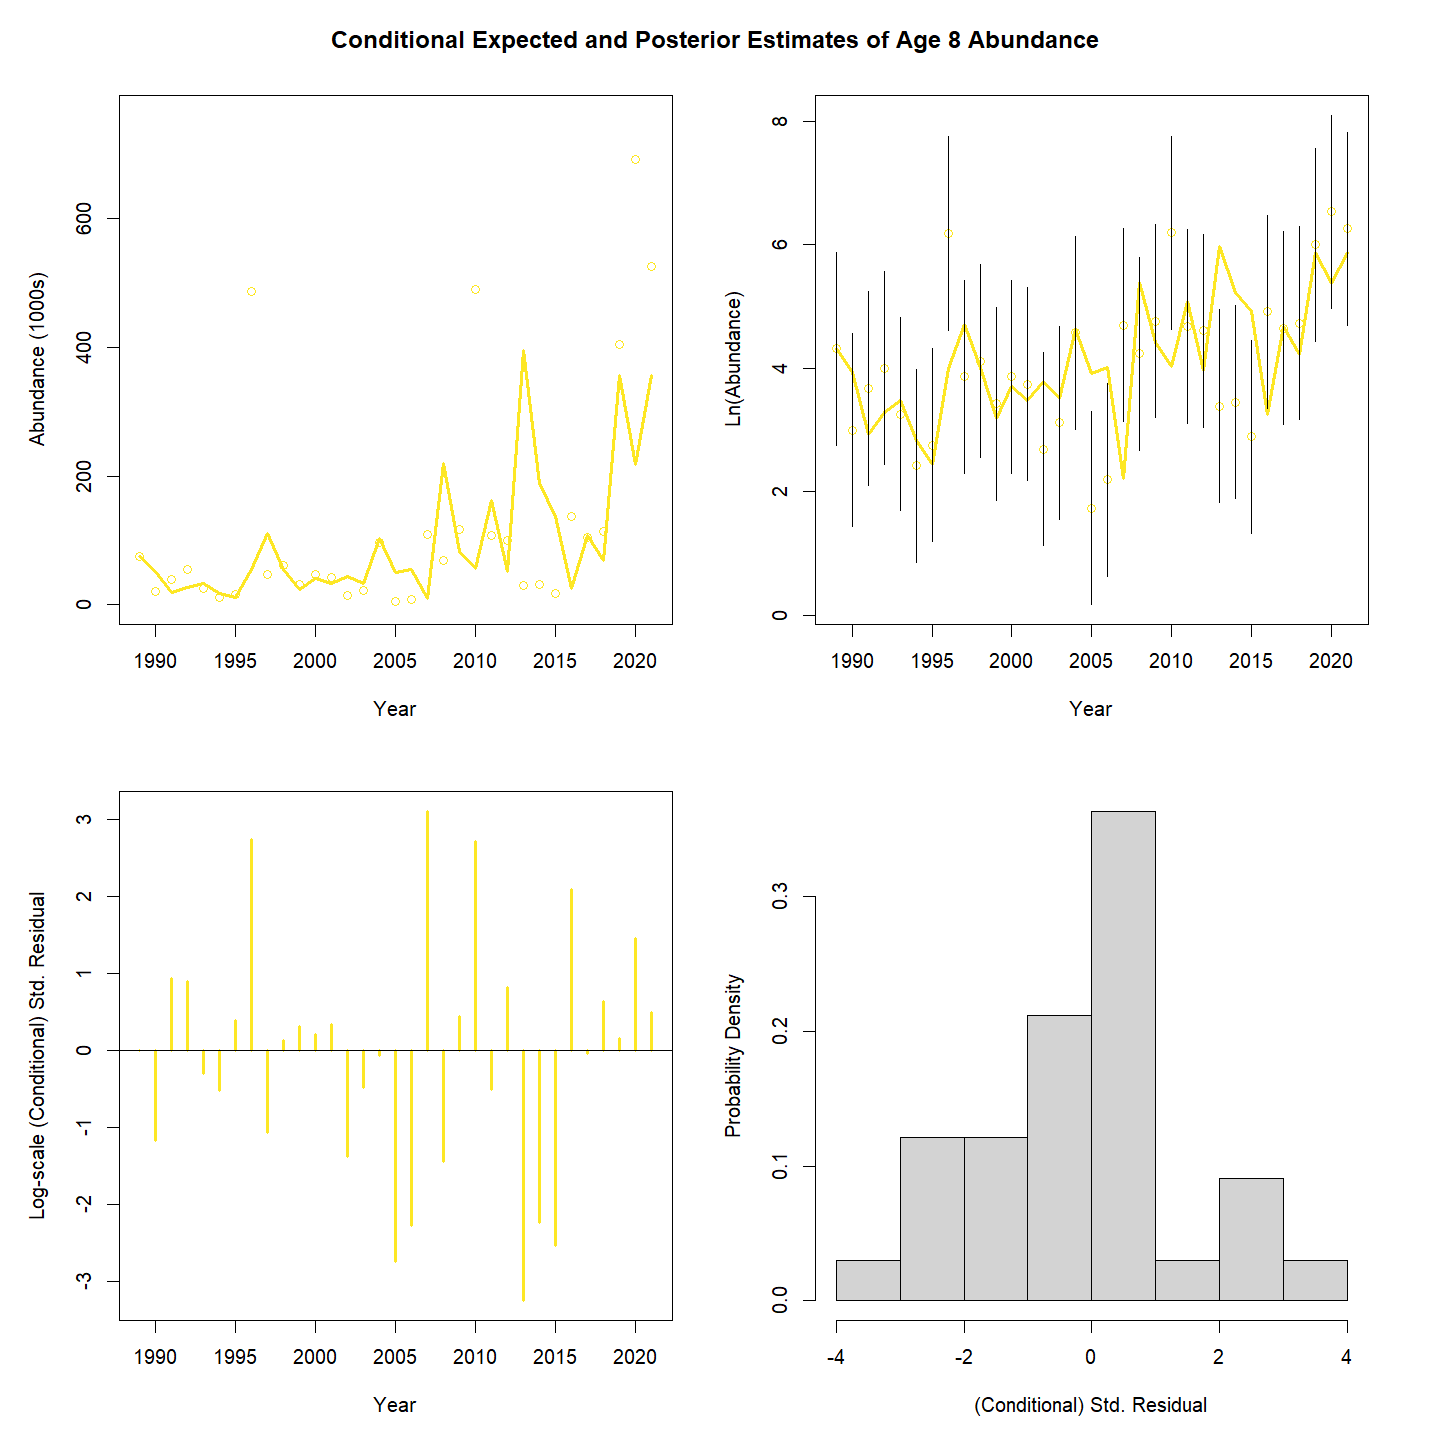 Conditional Expected and Posterior Estimates of Age 8 Abundance
Abundance (1000s)
600
400
200
0
1990 1995 2000 2005 2010 2015 2020
Year
Ln(Abundance)
8
6
4
2
0
1990 1995 2000 2005 2010 2015 2020
Year
Log-scale (Conditional) Std. Residual
3
2
1
0
-1
-2
-3
1990 1995 2000 2005 2010 2015 2020
Year
Probability Density
0.3
0.2
0.1
0.0
-4 -2 0 2 4
(Conditional) Std. Residual